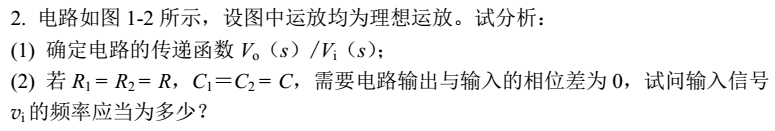 2. 电路如图 1-2 所示，设图中运放均为理想运放。试分析：
(1) 确定电路的传递函数 Vₒ（s）/Vᵢ（s）;
(2) 若 R₁ = R₂ = R，C₁＝C₂ = C，需要电路输出与输入的相位差为 0，试问输入信号
vᵢ 的频率应当为多少？